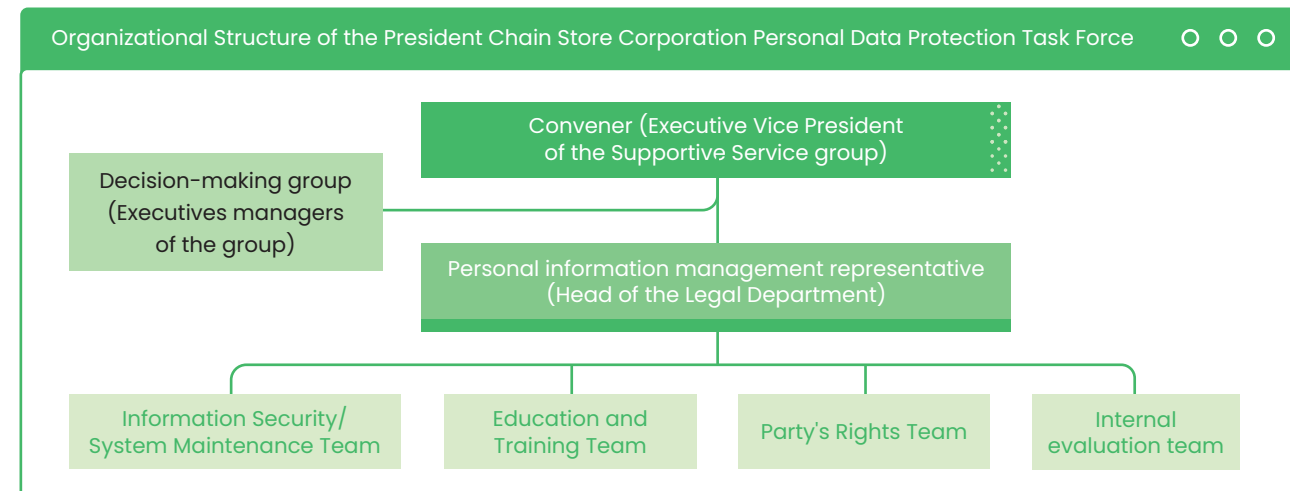 Organizational Structure of the President Chain Store Corporation Personal Data Protection Task Force
Convener (Executive Vice President
of the Supportive Service group)
Decision-making group
(Executives managers
of the group)
Personal information management representative
(Head of the Legal Department)
Information Security/
System Maintenance Team
Education and
Training Team
Party's Rights Team
Internal
evaluation team